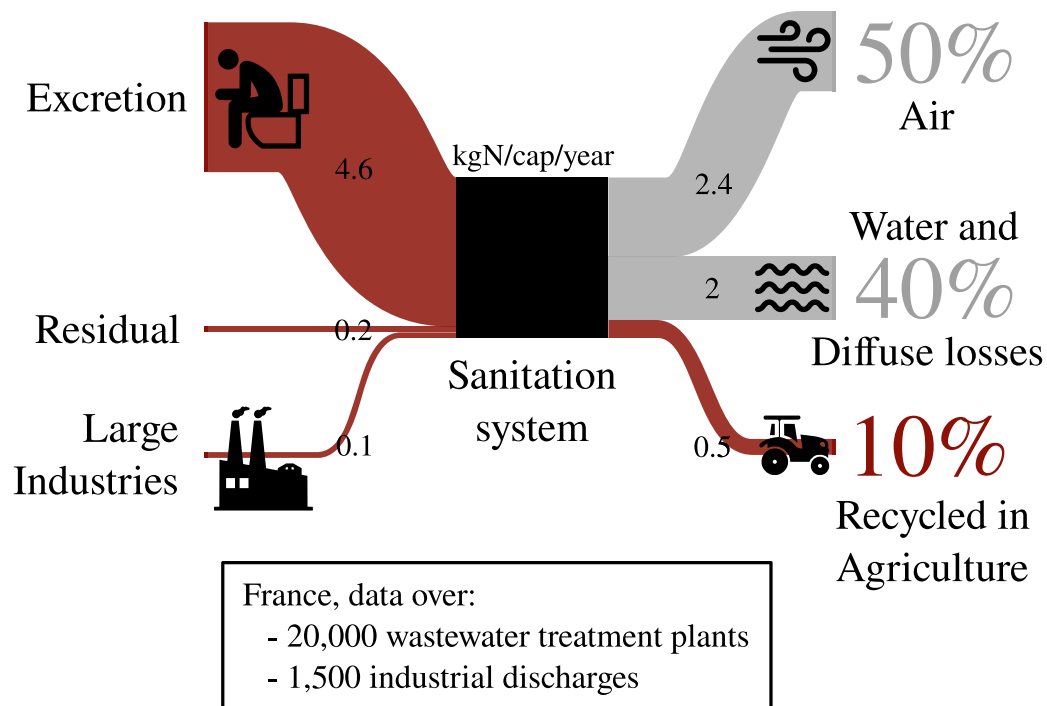 50%
Air
Excretion
4.6
kgN/cap/year
2.4
Water and
40%
Diffuse losses
2
Residual
0.2
Sanitation
system
Large
Industries
0.1
0.5
10%
Recycled in
Agriculture
France, data over:
- 20,000 wastewater treatment plants
- 1,500 industrial discharges